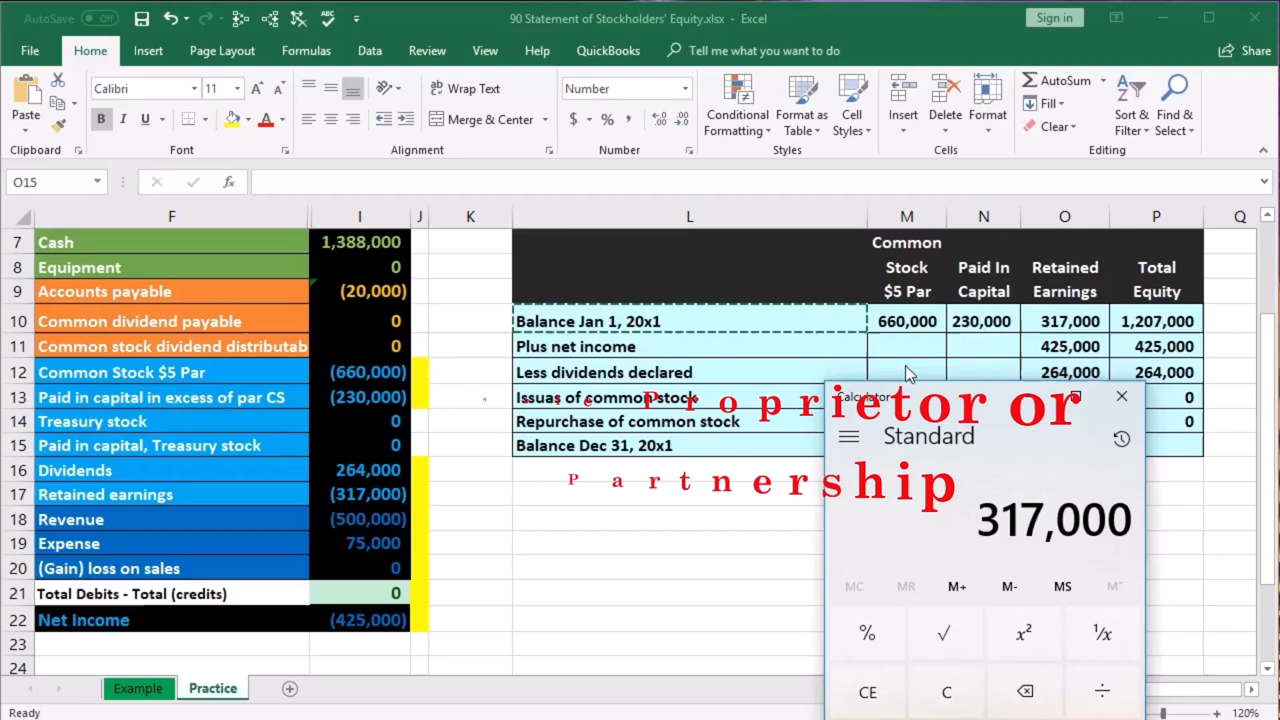 AutoSave Off 90 Statement of Stockholders' Equity.xlsx - Excel Sign in
File Home Insert Page Layout Formulas Data Review View Help QuickBooks Tell me what you want to do Share
Calibri 11 Wrap Text Number AutoSum
Paste B I U Merge & Center $ % , Conditional Formatting Format as Table Cell Styles Insert Delete Format Fill Clear Sort & Filter Find & Select
Clipboard Font Alignment Number Styles Cells Editing
O15 fx
F I J K L M N O P Q
7 Cash 1,388,000 Common
8 Equipment 0 Stock Paid In Retained Total
9 Accounts payable (20,000) $5 Par Capital Earnings Equity
10 Common dividend payable 0 Balance Jan 1, 20x1 660,000 230,000 317,000 1,207,000
11 Common stock dividend distributab 0 Plus net income 425,000 425,000
12 Common Stock $5 Par (660,000) Less dividends declared 264,000 264,000
13 Paid in capital in excess of par CS (230,000) Issuas of common stock 0
14 Treasury stock 0 Repurchase of common stock 0
15 Paid in capital, Treasury stock 0 Balance Dec 31, 20x1
16 Dividends 264,000
17 Retained earnings (317,000)
18 Revenue (500,000)
19 Expense 75,000
20 (Gain) loss on sales 0
21 Total Debits - Total (credits) 0
22 Net Income (425,000)
23
24
Proprietor or
Partnership
Calculator
Standard
317,000
MC MR M+ M- MS M˅
% √ x² ¹/x
CE C ÷
Example Practice
Ready 120%